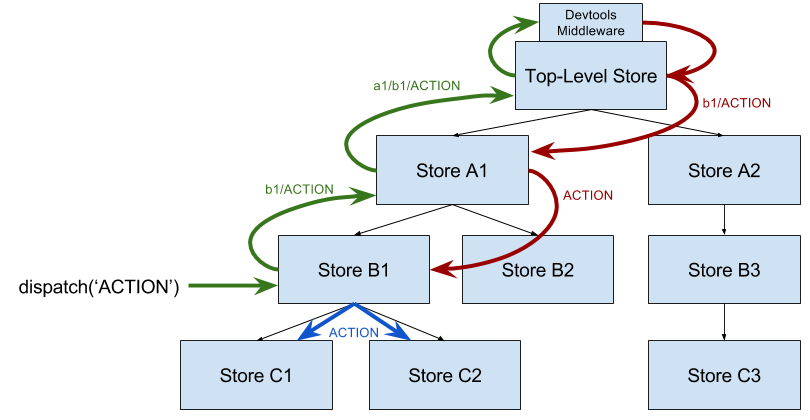 Devtools
Middleware
Top-Level Store
a1/b1/ACTION
b1/ACTION
Store A1
Store A2
b1/ACTION
ACTION
Store B1
Store B2
Store B3
dispatch(‘ACTION’)
ACTION
Store C1
Store C2
Store C3